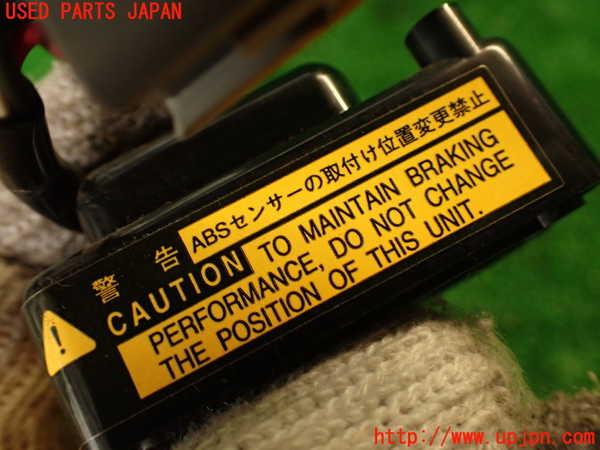 USED PARTS JAPAN
警告 ABSセンサーの取付け位置変更禁止
CAUTION TO MAINTAIN BRAKING
PERFORMANCE, DO NOT CHANGE
THE POSITION OF THIS UNIT.
http://www.upjpn.com/